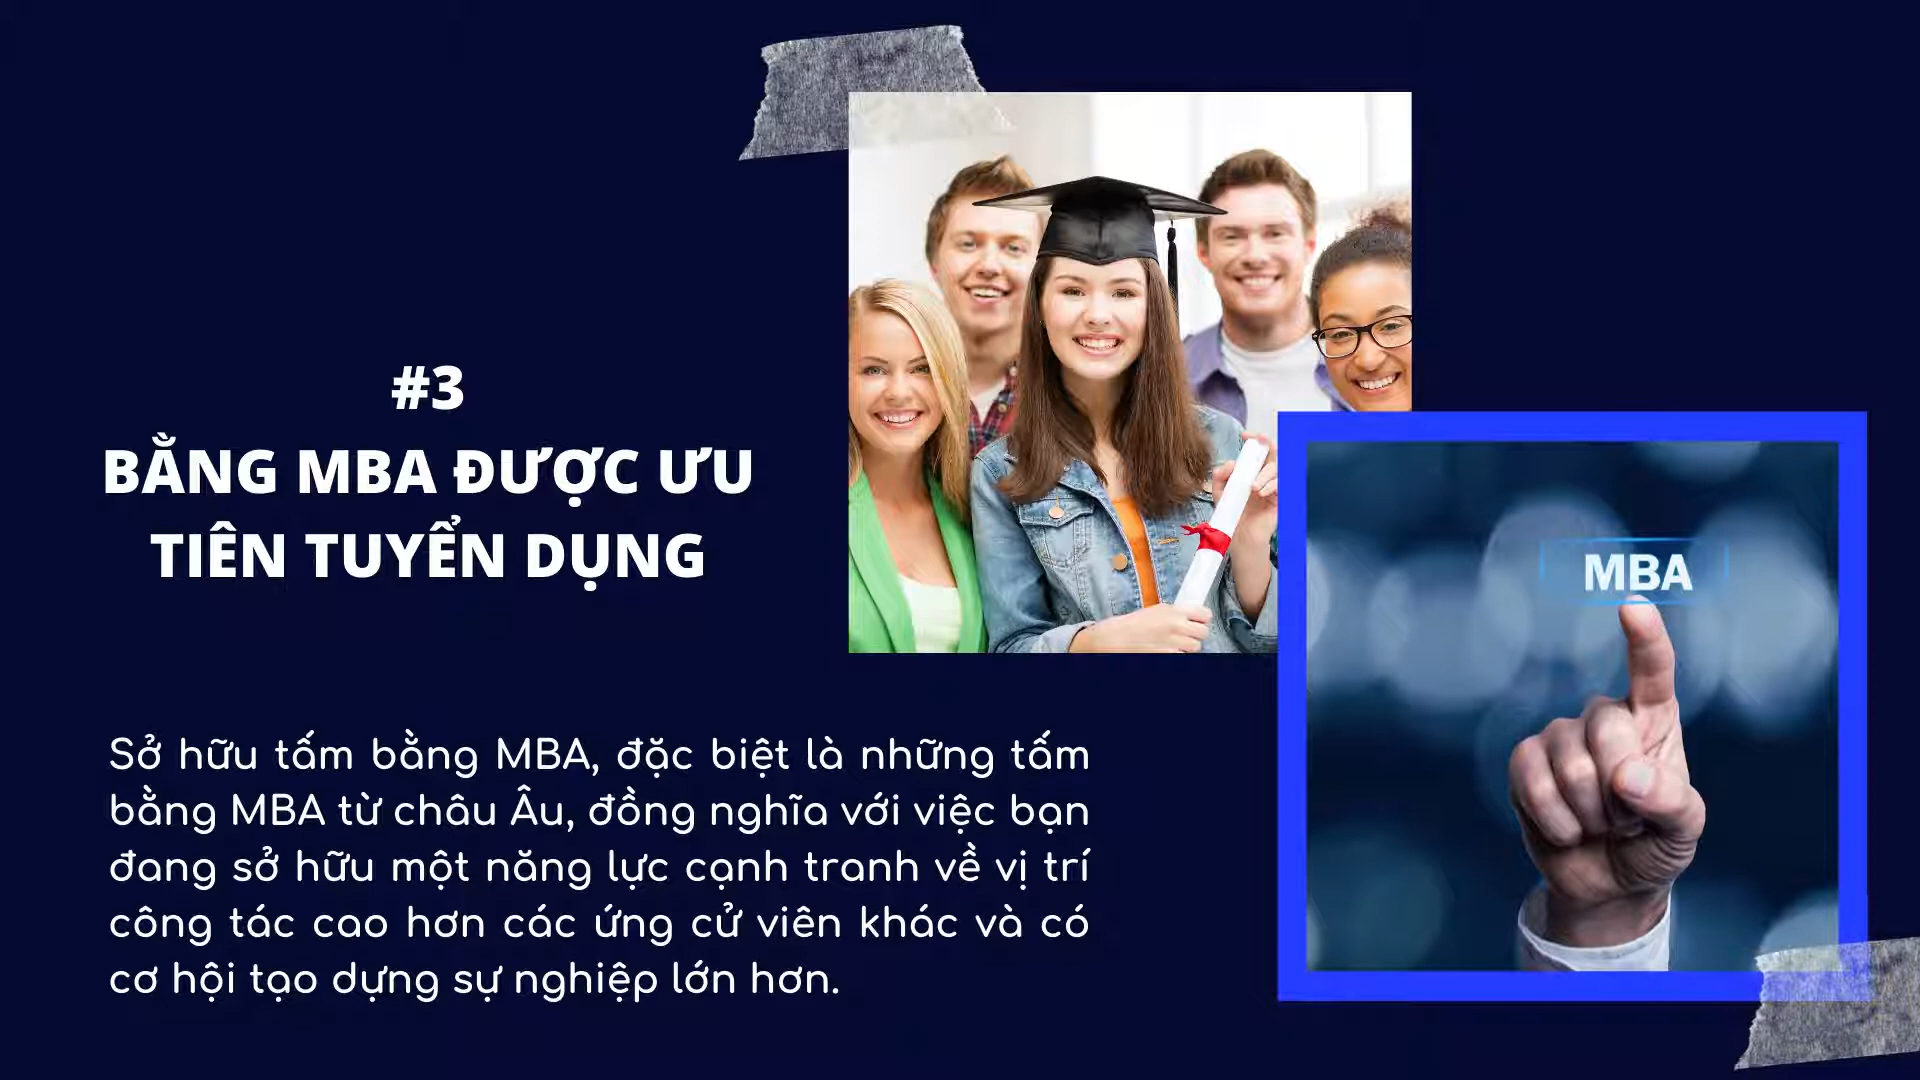 #3
BẰNG MBA ĐƯỢC ƯU
TIÊN TUYỂN DỤNG
Sở hữu tấm bằng MBA, đặc biệt là những tấm
bằng MBA từ châu Âu, đồng nghĩa với việc bạn
đang sở hữu một năng lực cạnh tranh về vị trí
công tác cao hơn các ứng cử viên khác và có
cơ hội tạo dựng sự nghiệp lớn hơn.
MBA